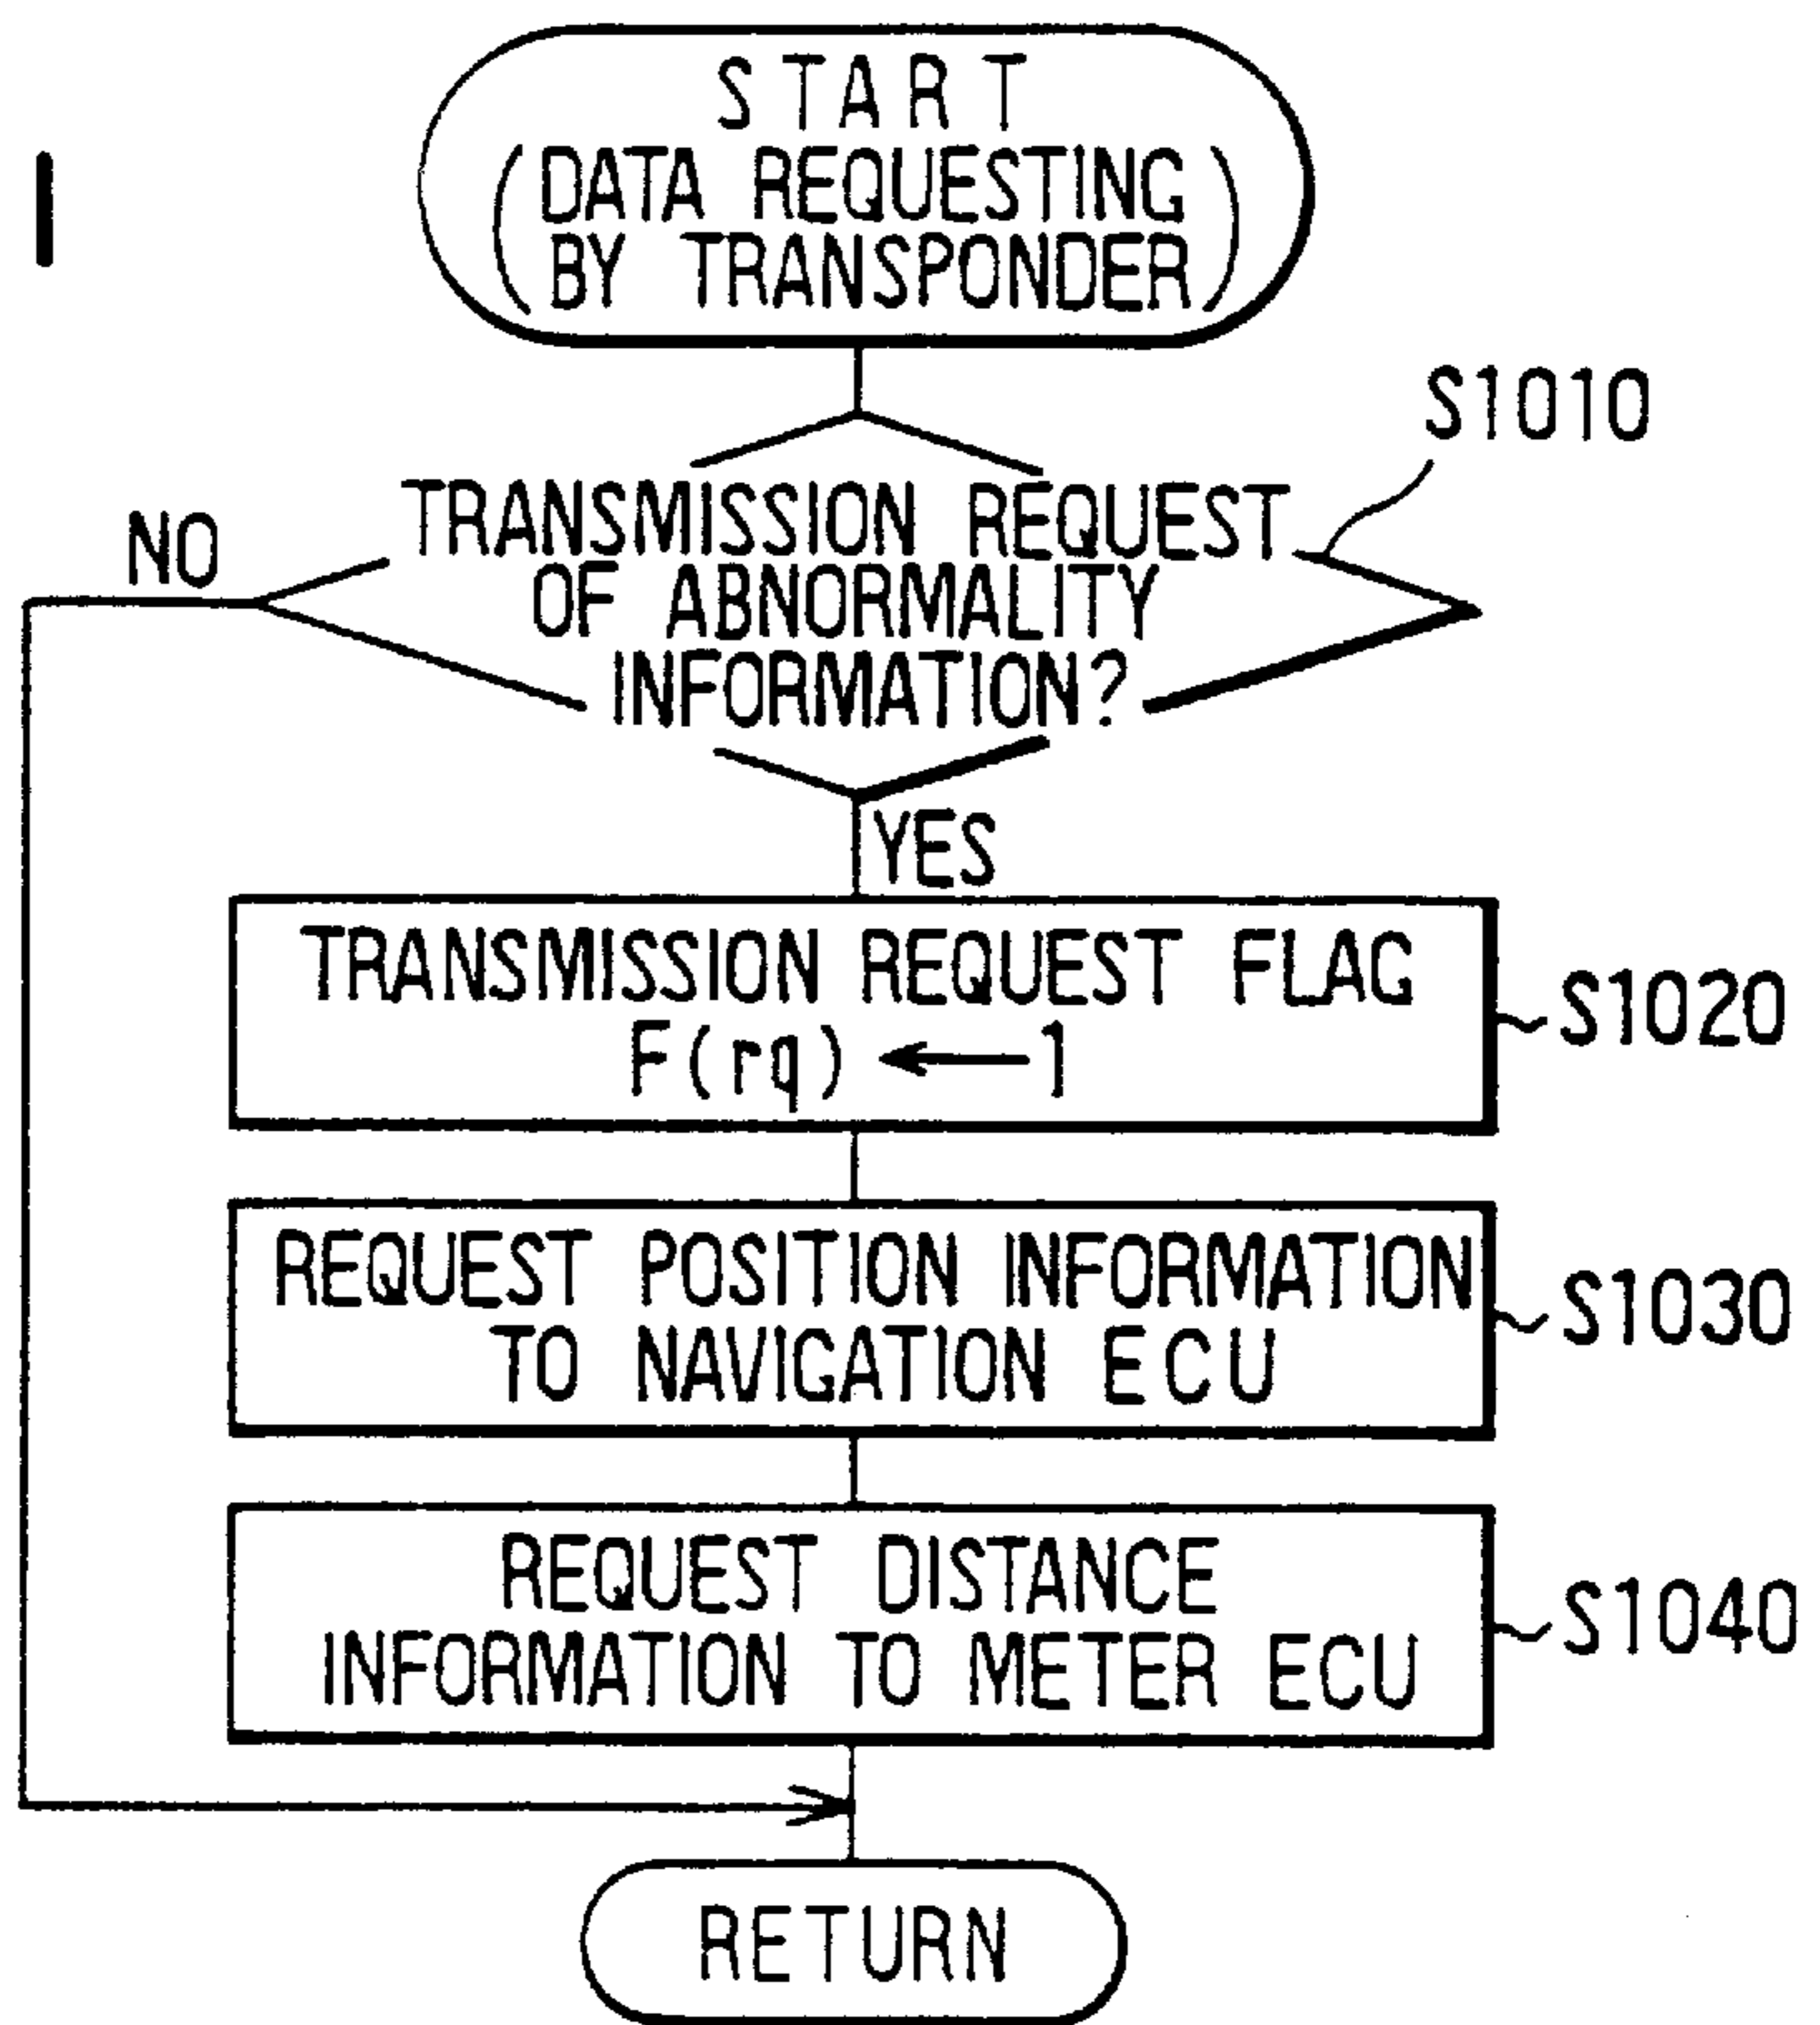 START
(DATA REQUESTING
BY TRANSPONDER)
S1010
NO
TRANSMISSION REQUEST
OF ABNORMALITY
INFORMATION?
YES
TRANSMISSION REQUEST FLAG
F(rq) ← 1
S1020
REQUEST POSITION INFORMATION
TO NAVIGATION ECU
S1030
REQUEST DISTANCE
INFORMATION TO METER ECU
S1040
RETURN